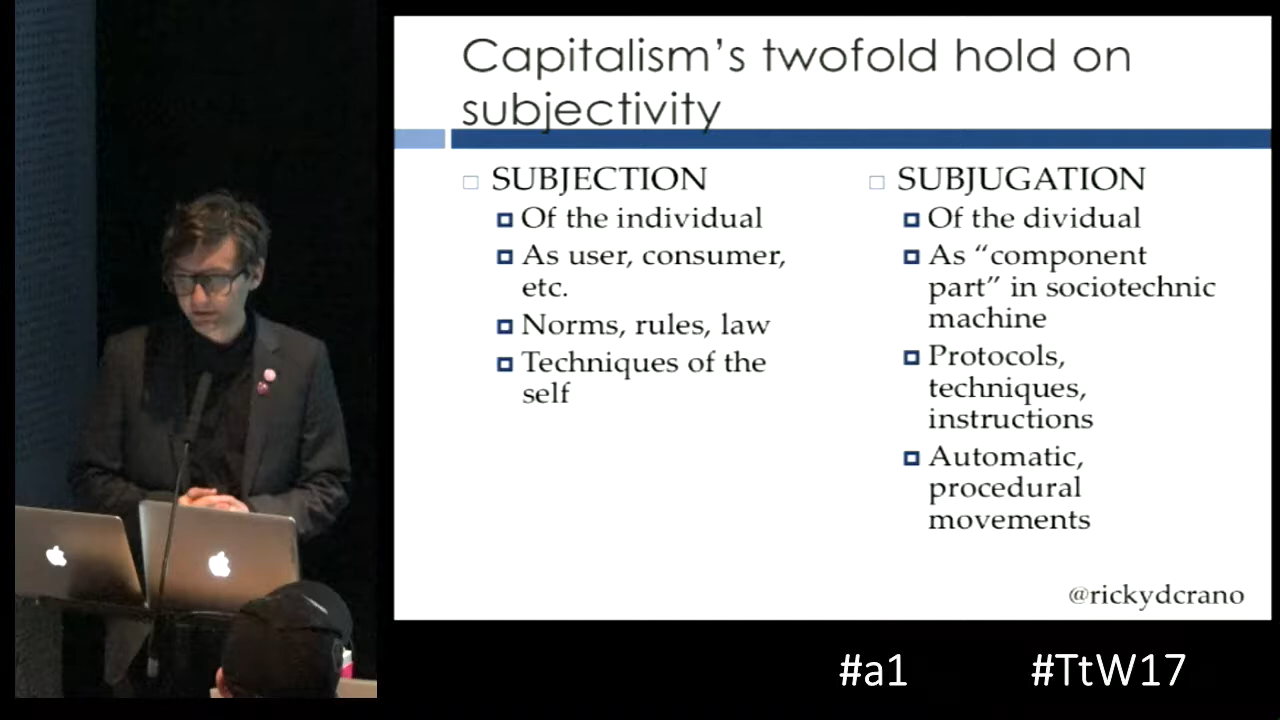 Capitalism's twofold hold on
subjectivity
SUBJECTION
Of the individual
As user, consumer,
etc.
Norms, rules, law
Techniques of the
self
SUBJUGATION
Of the dividual
As “component
part” in sociotechnic
machine
Protocols,
techniques,
instructions
Automatic,
procedural
movements
@rickydcrano
#a1
#TtW17